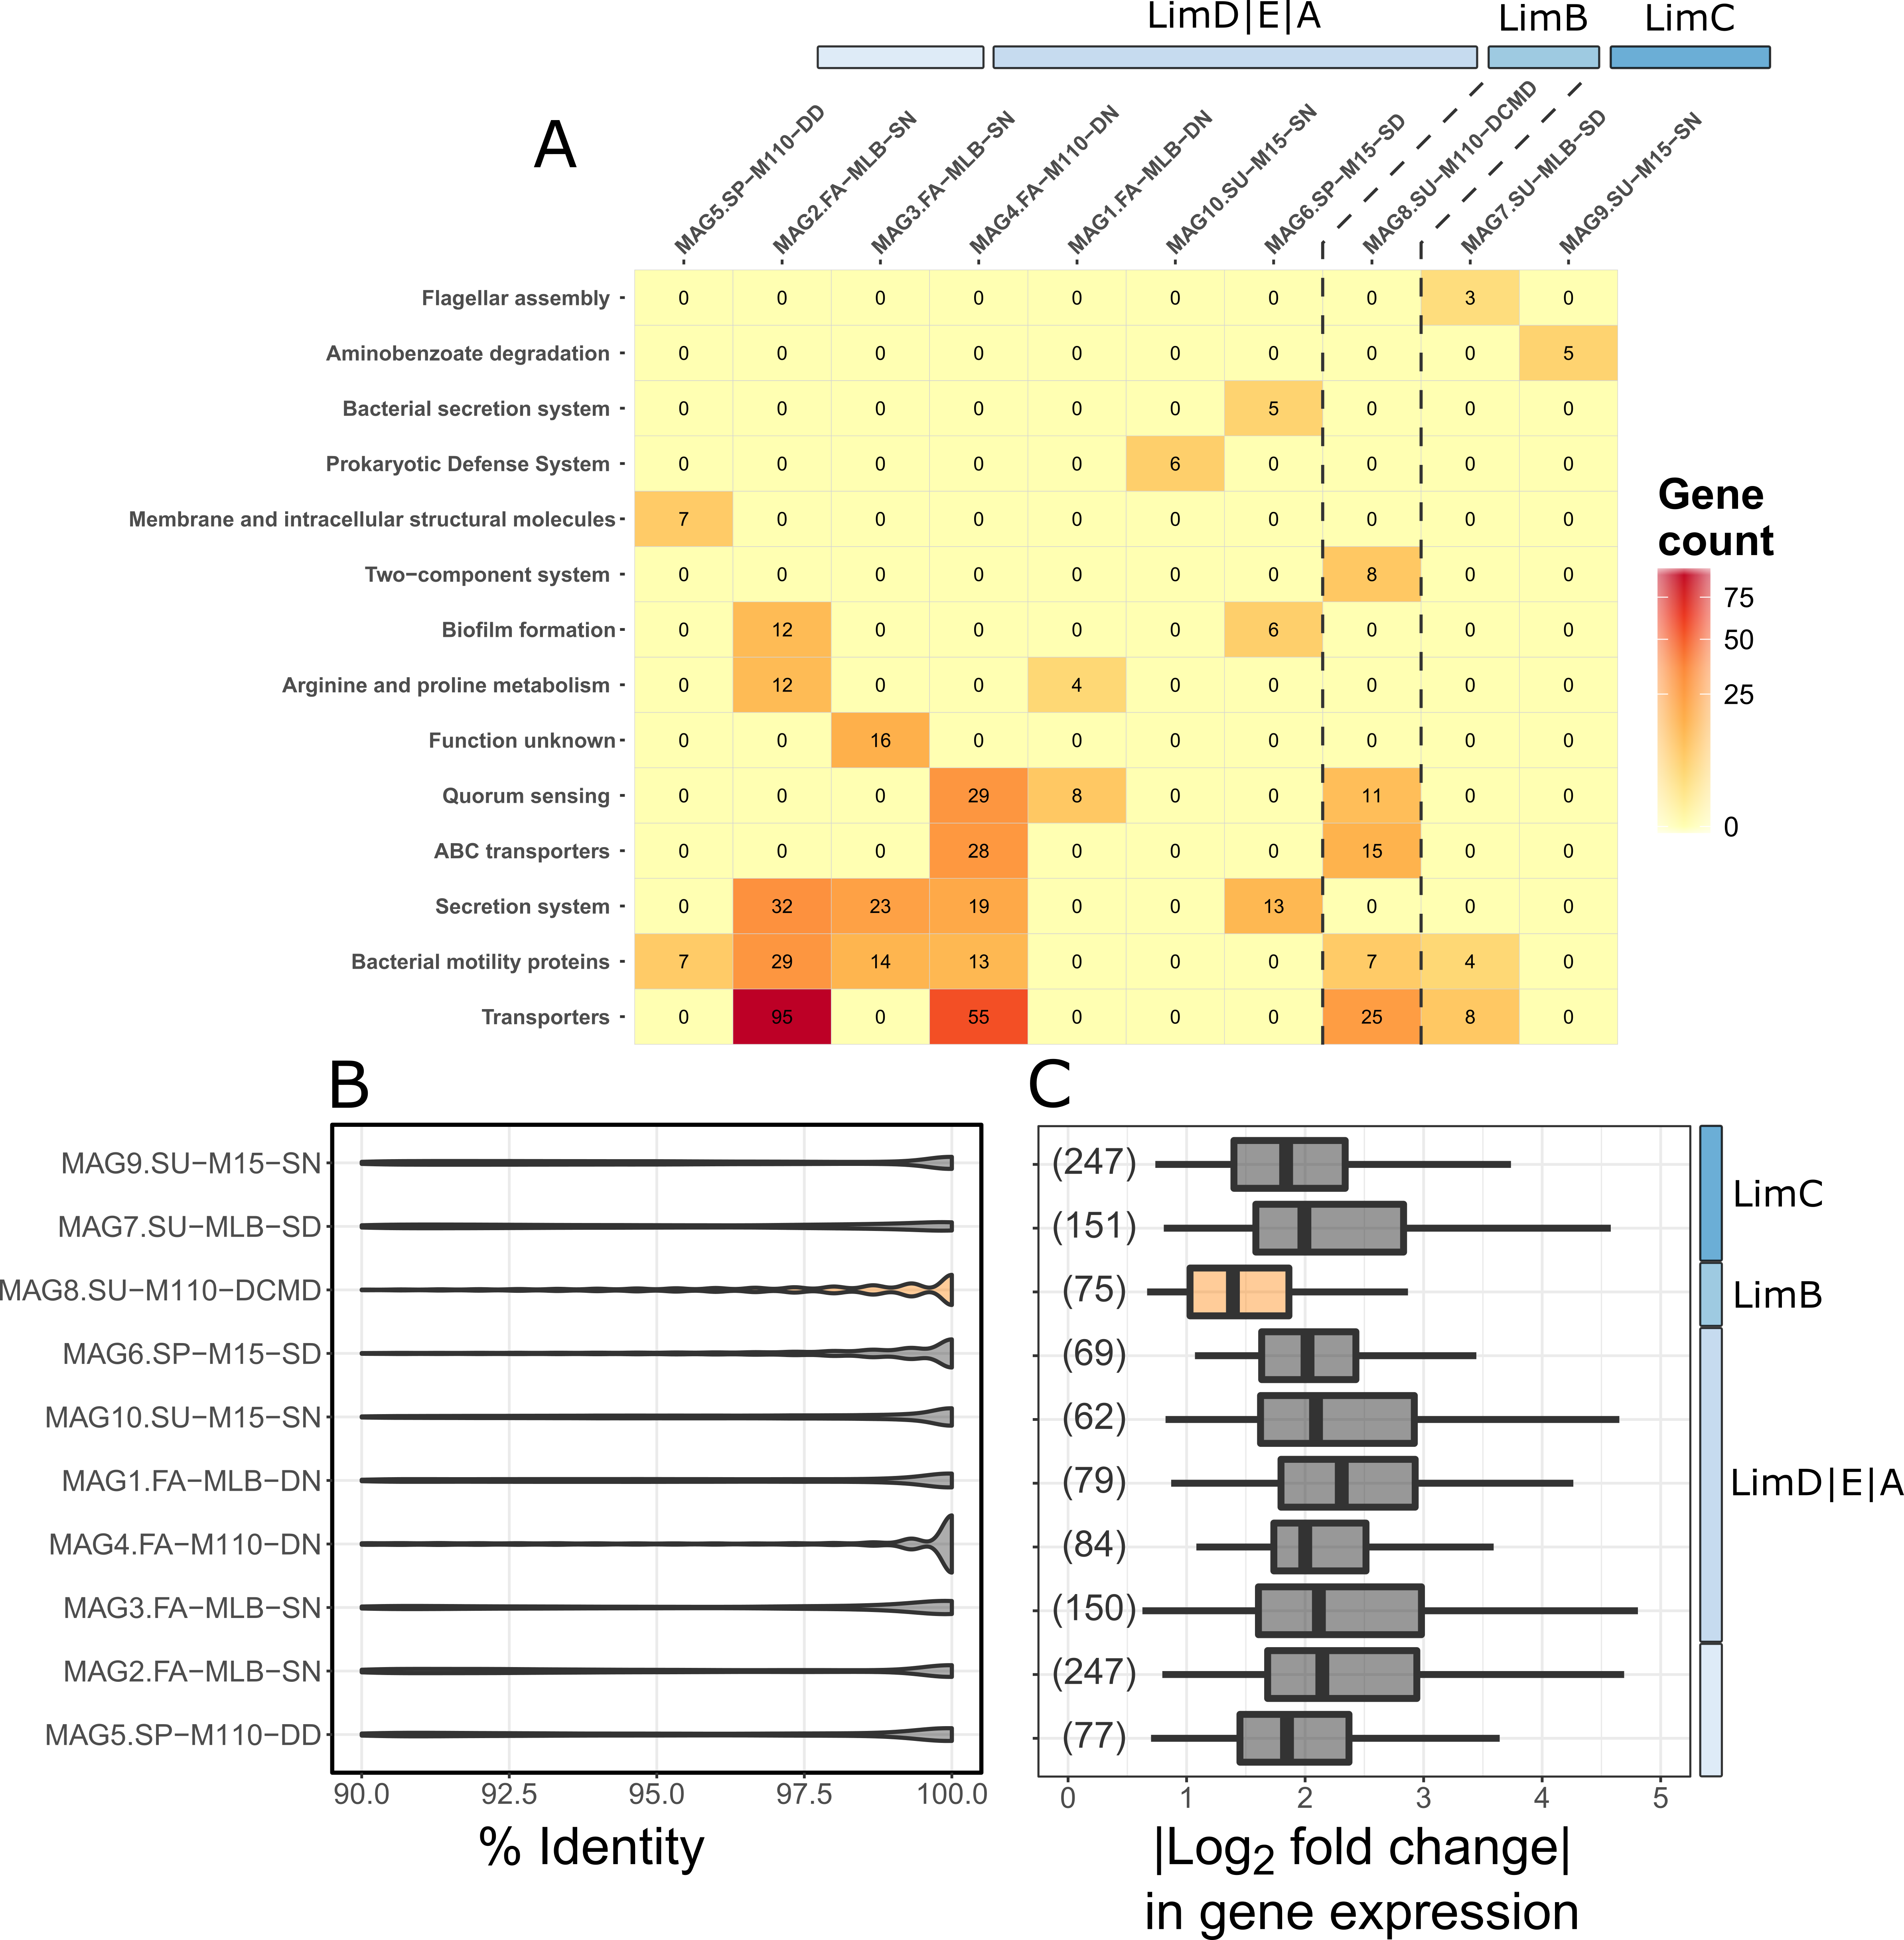 LimD|E|A LimB LimC
A
MAG5.SP−M110−DD
MAG2.FA−MLB−SN
MAG3.FA−MLB−SN
MAG4.FA−M110−DN
MAG1.FA−MLB−DN
MAG10.SU−M15−SN
MAG6.SP−M15−SD
MAG8.SU−M110−DCMD
MAG7.SU−MLB−SD
MAG9.SU−M15−SN
Flagellar assembly 0 0 0 0 0 0 0 0 3 0
Aminobenzoate degradation 0 0 0 0 0 0 0 0 0 5
Bacterial secretion system 0 0 0 0 0 0 5 0 0 0
Prokaryotic Defense System 0 0 0 0 0 6 0 0 0 0
Membrane and intracellular structural molecules 7 0 0 0 0 0 0 0 0 0
Two−component system 0 0 0 0 0 0 0 8 0 0
Biofilm formation 0 12 0 0 0 0 6 0 0 0
Arginine and proline metabolism 0 12 0 0 4 0 0 0 0 0
Function unknown 0 0 16 0 0 0 0 0 0 0
Quorum sensing 0 0 0 29 8 0 0 11 0 0
ABC transporters 0 0 0 28 0 0 0 15 0 0
Secretion system 0 32 23 19 0 0 13 0 0 0
Bacterial motility proteins 7 29 14 13 0 0 0 7 4 0
Transporters 0 95 0 55 0 0 0 25 8 0
Gene
count
75
50
25
0
B
MAG9.SU−M15−SN
MAG7.SU−MLB−SD
MAG8.SU−M110−DCMD
MAG6.SP−M15−SD
MAG10.SU−M15−SN
MAG1.FA−MLB−DN
MAG4.FA−M110−DN
MAG3.FA−MLB−SN
MAG2.FA−MLB−SN
MAG5.SP−M110−DD
90.0 92.5 95.0 97.5 100.0
% Identity
C
(247)
(151)
(75)
(69)
(62)
(79)
(84)
(150)
(247)
(77)
LimC
LimB
LimD|E|A
0 1 2 3 4 5
|Log2 fold change|
in gene expression